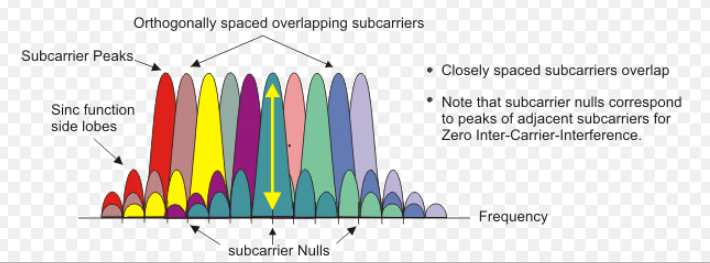 Orthogonally spaced overlapping subcarriers
Subcarrier Peaks
Sinc function
side lobes
• Closely spaced subcarriers overlap
• Note that subcarrier nulls correspond
to peaks of adjacent subcarriers for
Zero Inter-Carrier-Interference.
Frequency
subcarrier Nulls